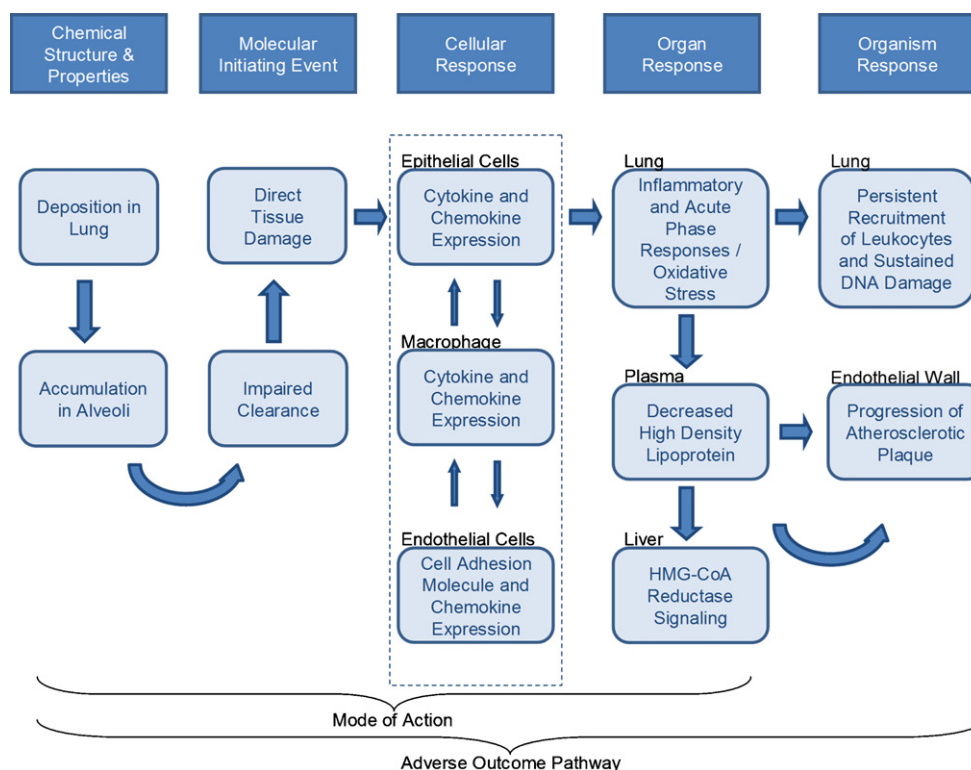 Chemical
Structure &
Properties
Molecular
Initiating Event
Cellular
Response
Organ
Response
Organism
Response
Deposition in
Lung
Accumulation
in Alveoli
Direct
Tissue
Damage
Impaired
Clearance
Epithelial Cells
Cytokine and
Chemokine
Expression
Macrophage
Cytokine and
Chemokine
Expression
Endothelial Cells
Cell Adhesion
Molecule and
Chemokine
Expression
Lung
Inflammatory
and Acute
Phase
Responses /
Oxidative
Stress
Plasma
Decreased
High Density
Lipoprotein
Liver
HMG-CoA
Reductase
Signaling
Lung
Persistent
Recruitment
of Leukocytes
and Sustained
DNA Damage
Endothelial Wall
Progression of
Atherosclerotic
Plaque
Mode of Action
Adverse Outcome Pathway